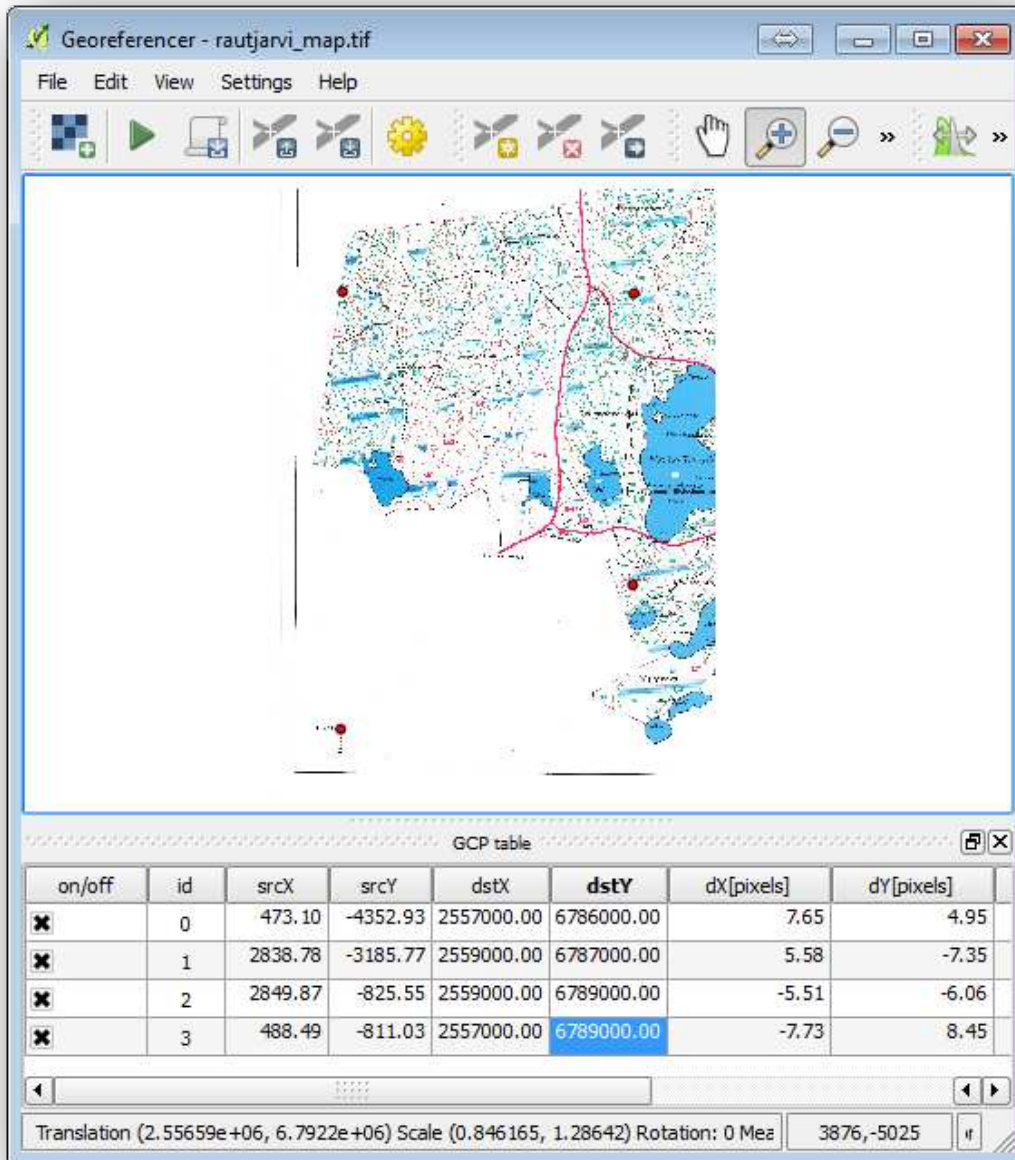 Georeferencer - rautjarvi_map.tif
File Edit View Settings Help
» »
GCP table
on/off id srcX srcY dstX dstY dX[pixels] dY[pixels]
0 473.10 -4352.93 2557000.00 6786000.00 7.65 4.95
1 2838.78 -3185.77 2559000.00 6787000.00 5.58 -7.35
2 2849.87 -825.55 2559000.00 6789000.00 -5.51 -6.06
3 488.49 -811.03 2557000.00 6789000.00 -7.73 8.45
Translation (2.55659e+06, 6.7922e+06) Scale (0.846165, 1.28642) Rotation: 0 Mea 3876,-5025